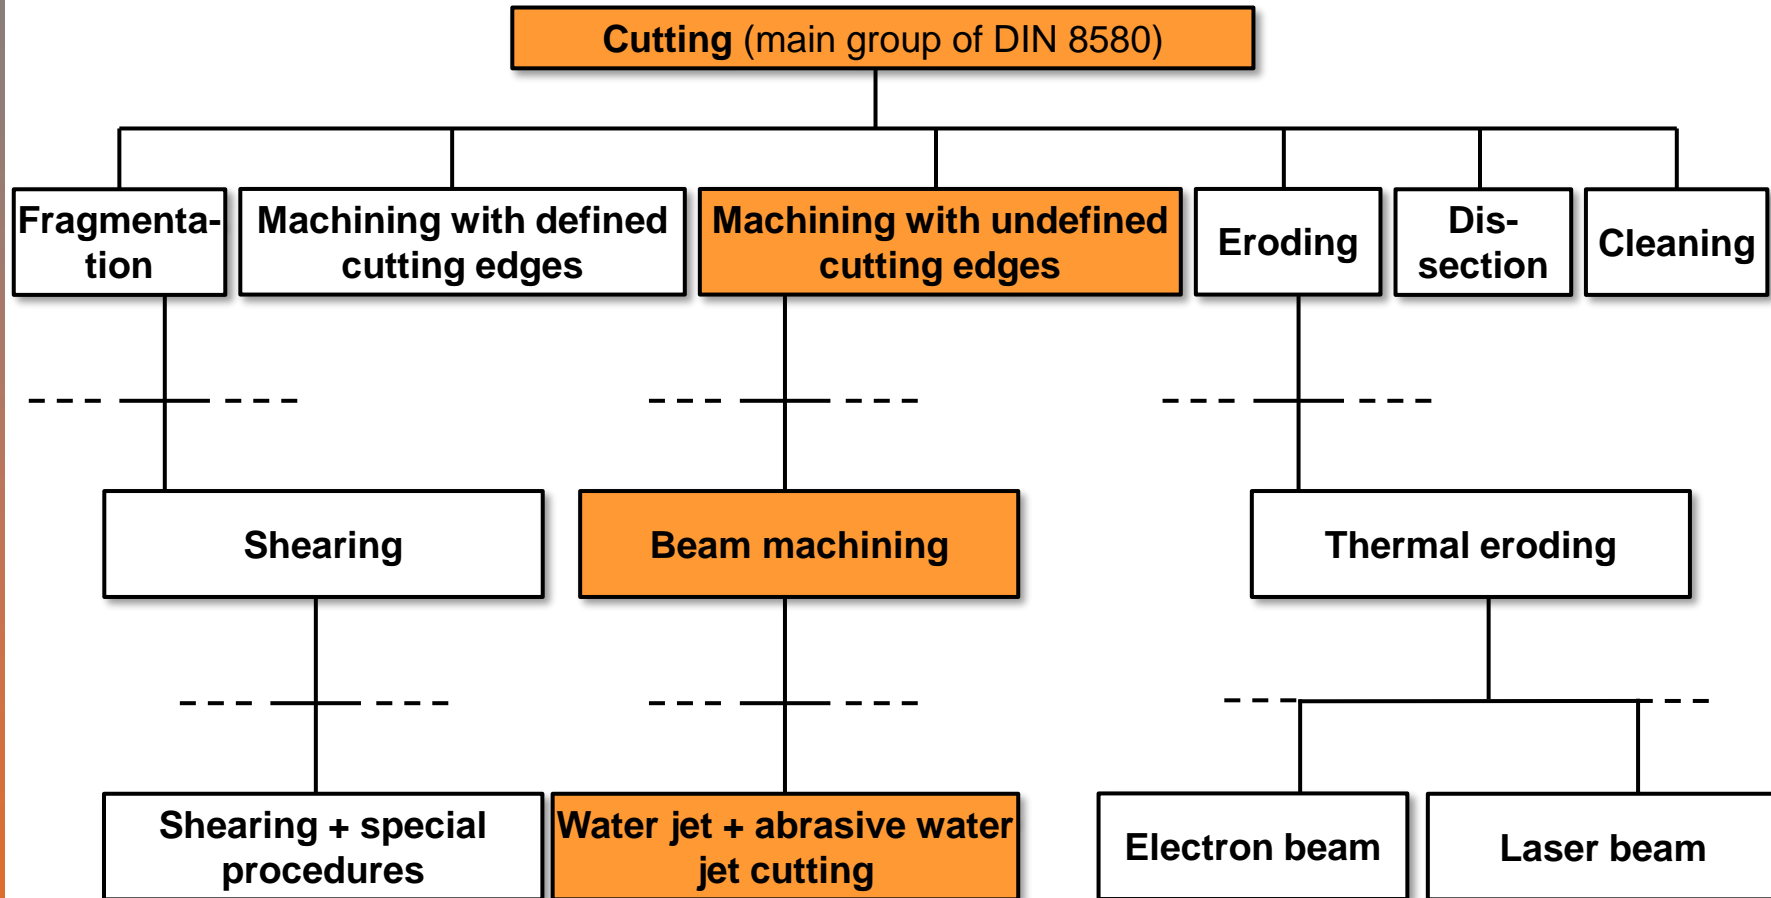 Cutting (main group of DIN 8580)
Fragmenta-
tion
Machining with defined
cutting edges
Machining with undefined
cutting edges
Eroding
Dis-
section
Cleaning
Shearing
Beam machining
Thermal eroding
Shearing + special
procedures
Water jet + abrasive water
jet cutting
Electron beam
Laser beam